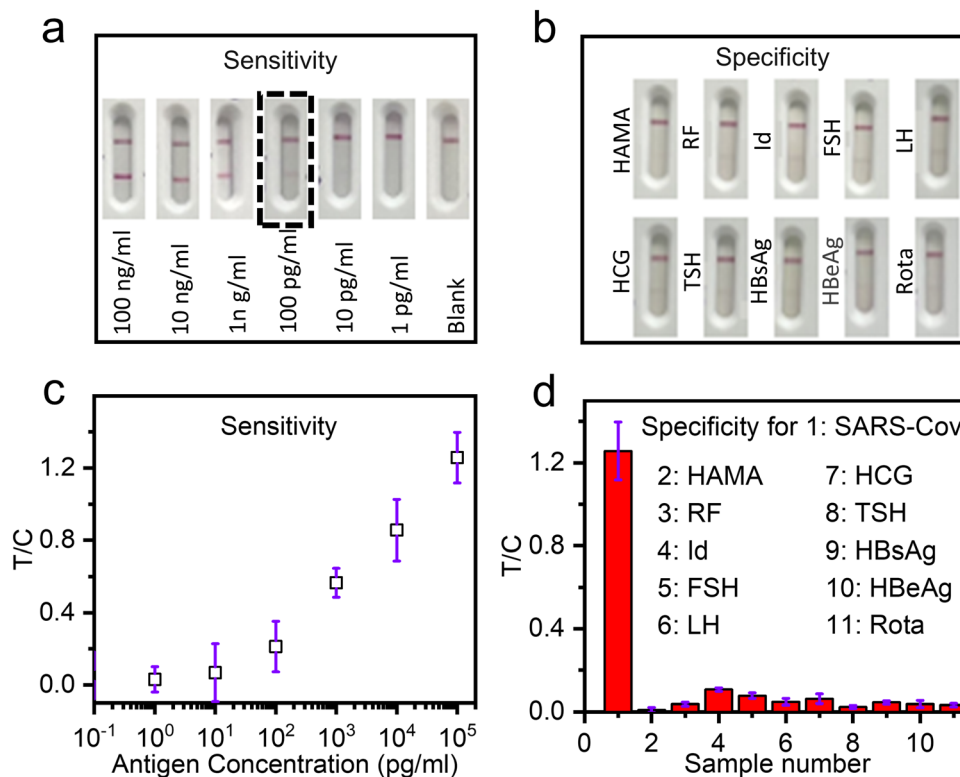 a
Sensitivity
100 ng/ml
10 ng/ml
1n g/ml
100 pg/ml
10 pg/ml
1 pg/ml
Blank
b
Specificity
HAMA
RF
Id
FSH
LH
HCG
TSH
HBsAg
HBeAg
Rota
c
Sensitivity
T/C
1.2
0.8
0.4
0.0
10⁻¹ 10⁰ 10¹ 10² 10³ 10⁴ 10⁵
Antigen Concentration (pg/ml)
d
Specificity for 1: SARS-Cov
2: HAMA 7: HCG
3: RF 8: TSH
4: Id 9: HBsAg
5: FSH 10: HBeAg
6: LH 11: Rota
T/C
1.2
0.8
0.4
0.0
0 2 4 6 8 10
Sample number